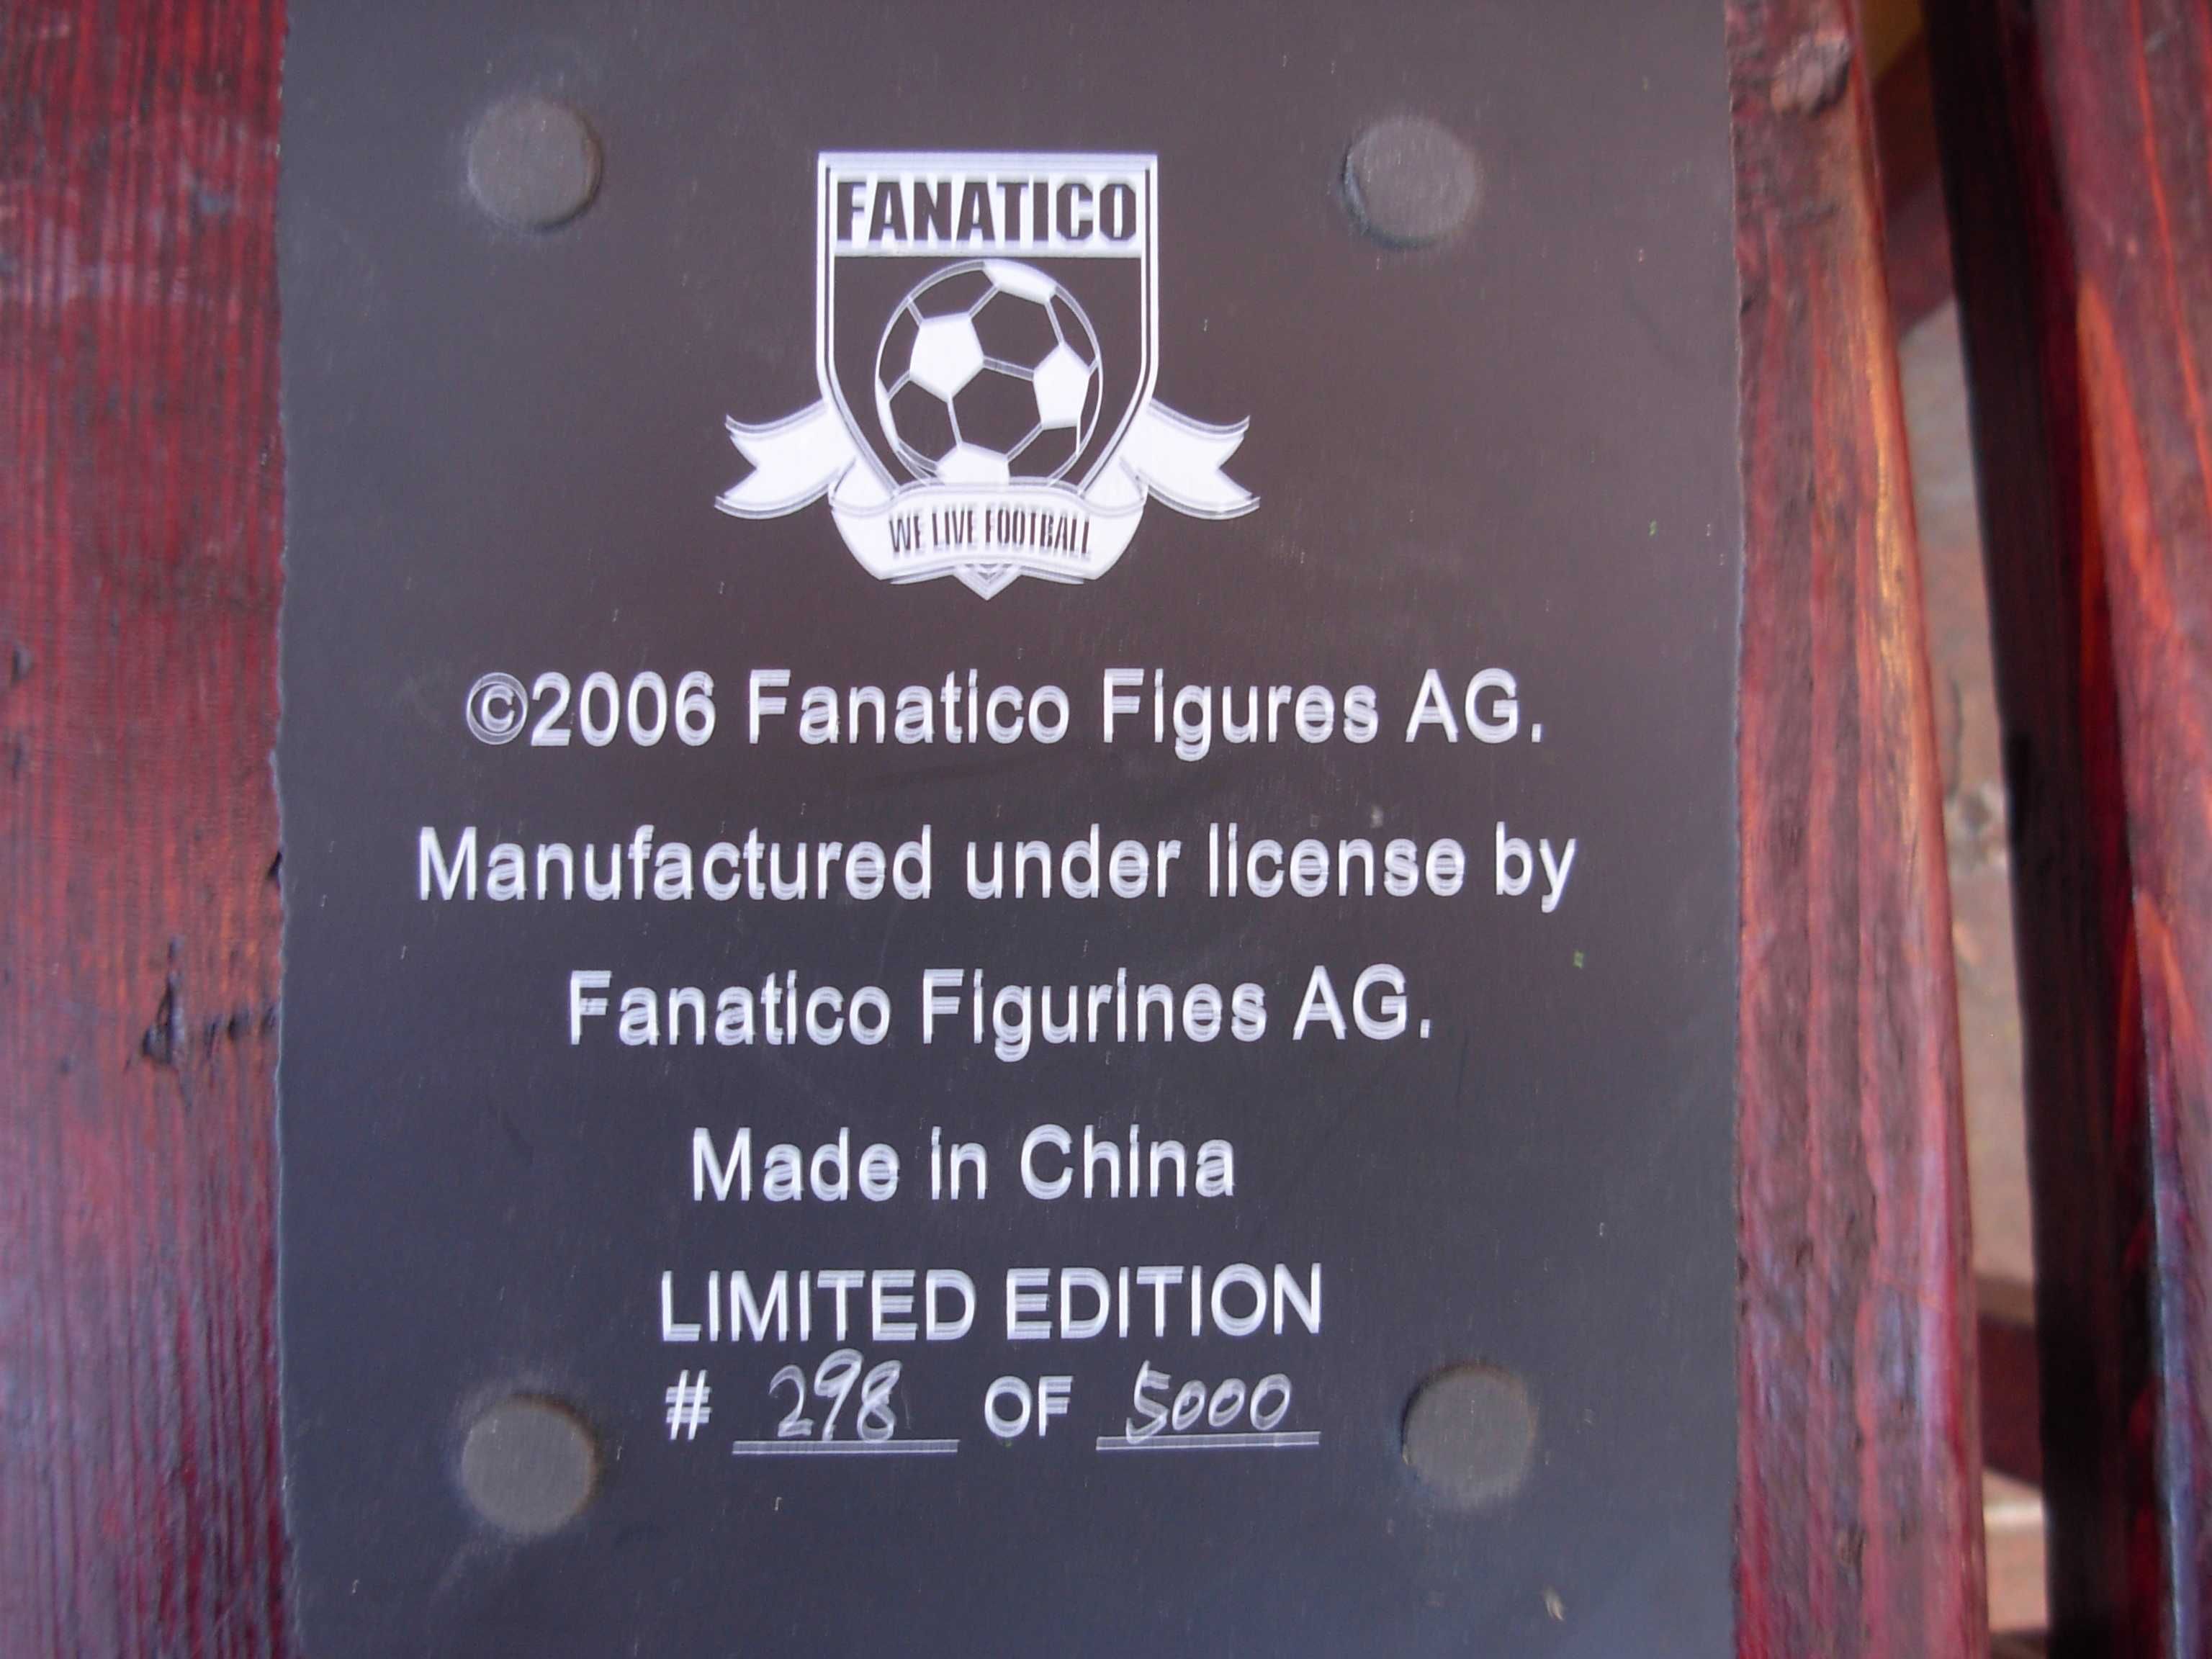 FANATICO
WE LIVE FOOTBALL
©2006 Fanatico Figures AG.
Manufactured under license by
Fanatico Figurines AG.
Made in China
LIMITED EDITION
# 298 OF 5000